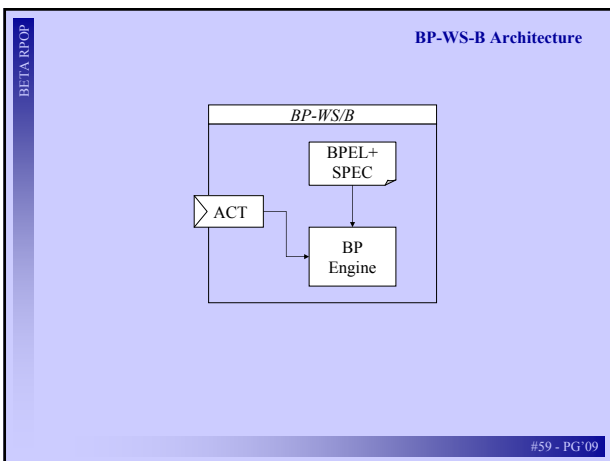 BETA RPOP
BP-WS-B Architecture
BP-WS/B
BPEL+
SPEC
ACT
BP
Engine
#59 - PG'09